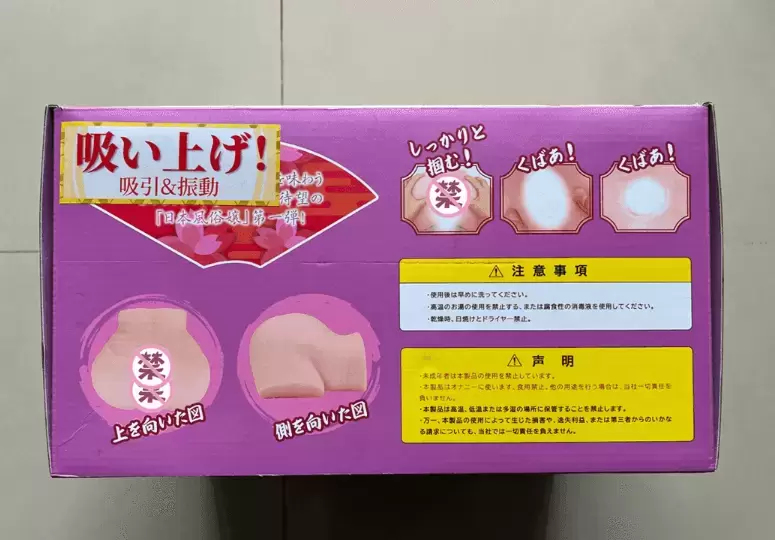 吸い上げ!
吸引&振動
味わう
待望の
「日本風俗嬢」第一弾!
しっかりと
掴む!
禁
くぱあ!
くぱあ!
注意事項
・使用後は早めに洗ってください。
・高温のお湯の使用を禁止する、または腐食性の消毒液を使用してください。
・乾燥時、日焼けとドライヤー禁止。
声明
・未成年者は本製品の使用を禁止しています。
・本製品はオナニーに使います、食用禁止。他の用途を行う場合は、当社一切責任を
負いません。
・本製品は高温、低温または多湿の場所に保管することを禁止します。
・万一、本製品の使用によって生じた損害や、逸失利益、または第三者からのいかな
る請求についても、当社では一切責任を負えません。
禁
上を向いた図
側を向いた図